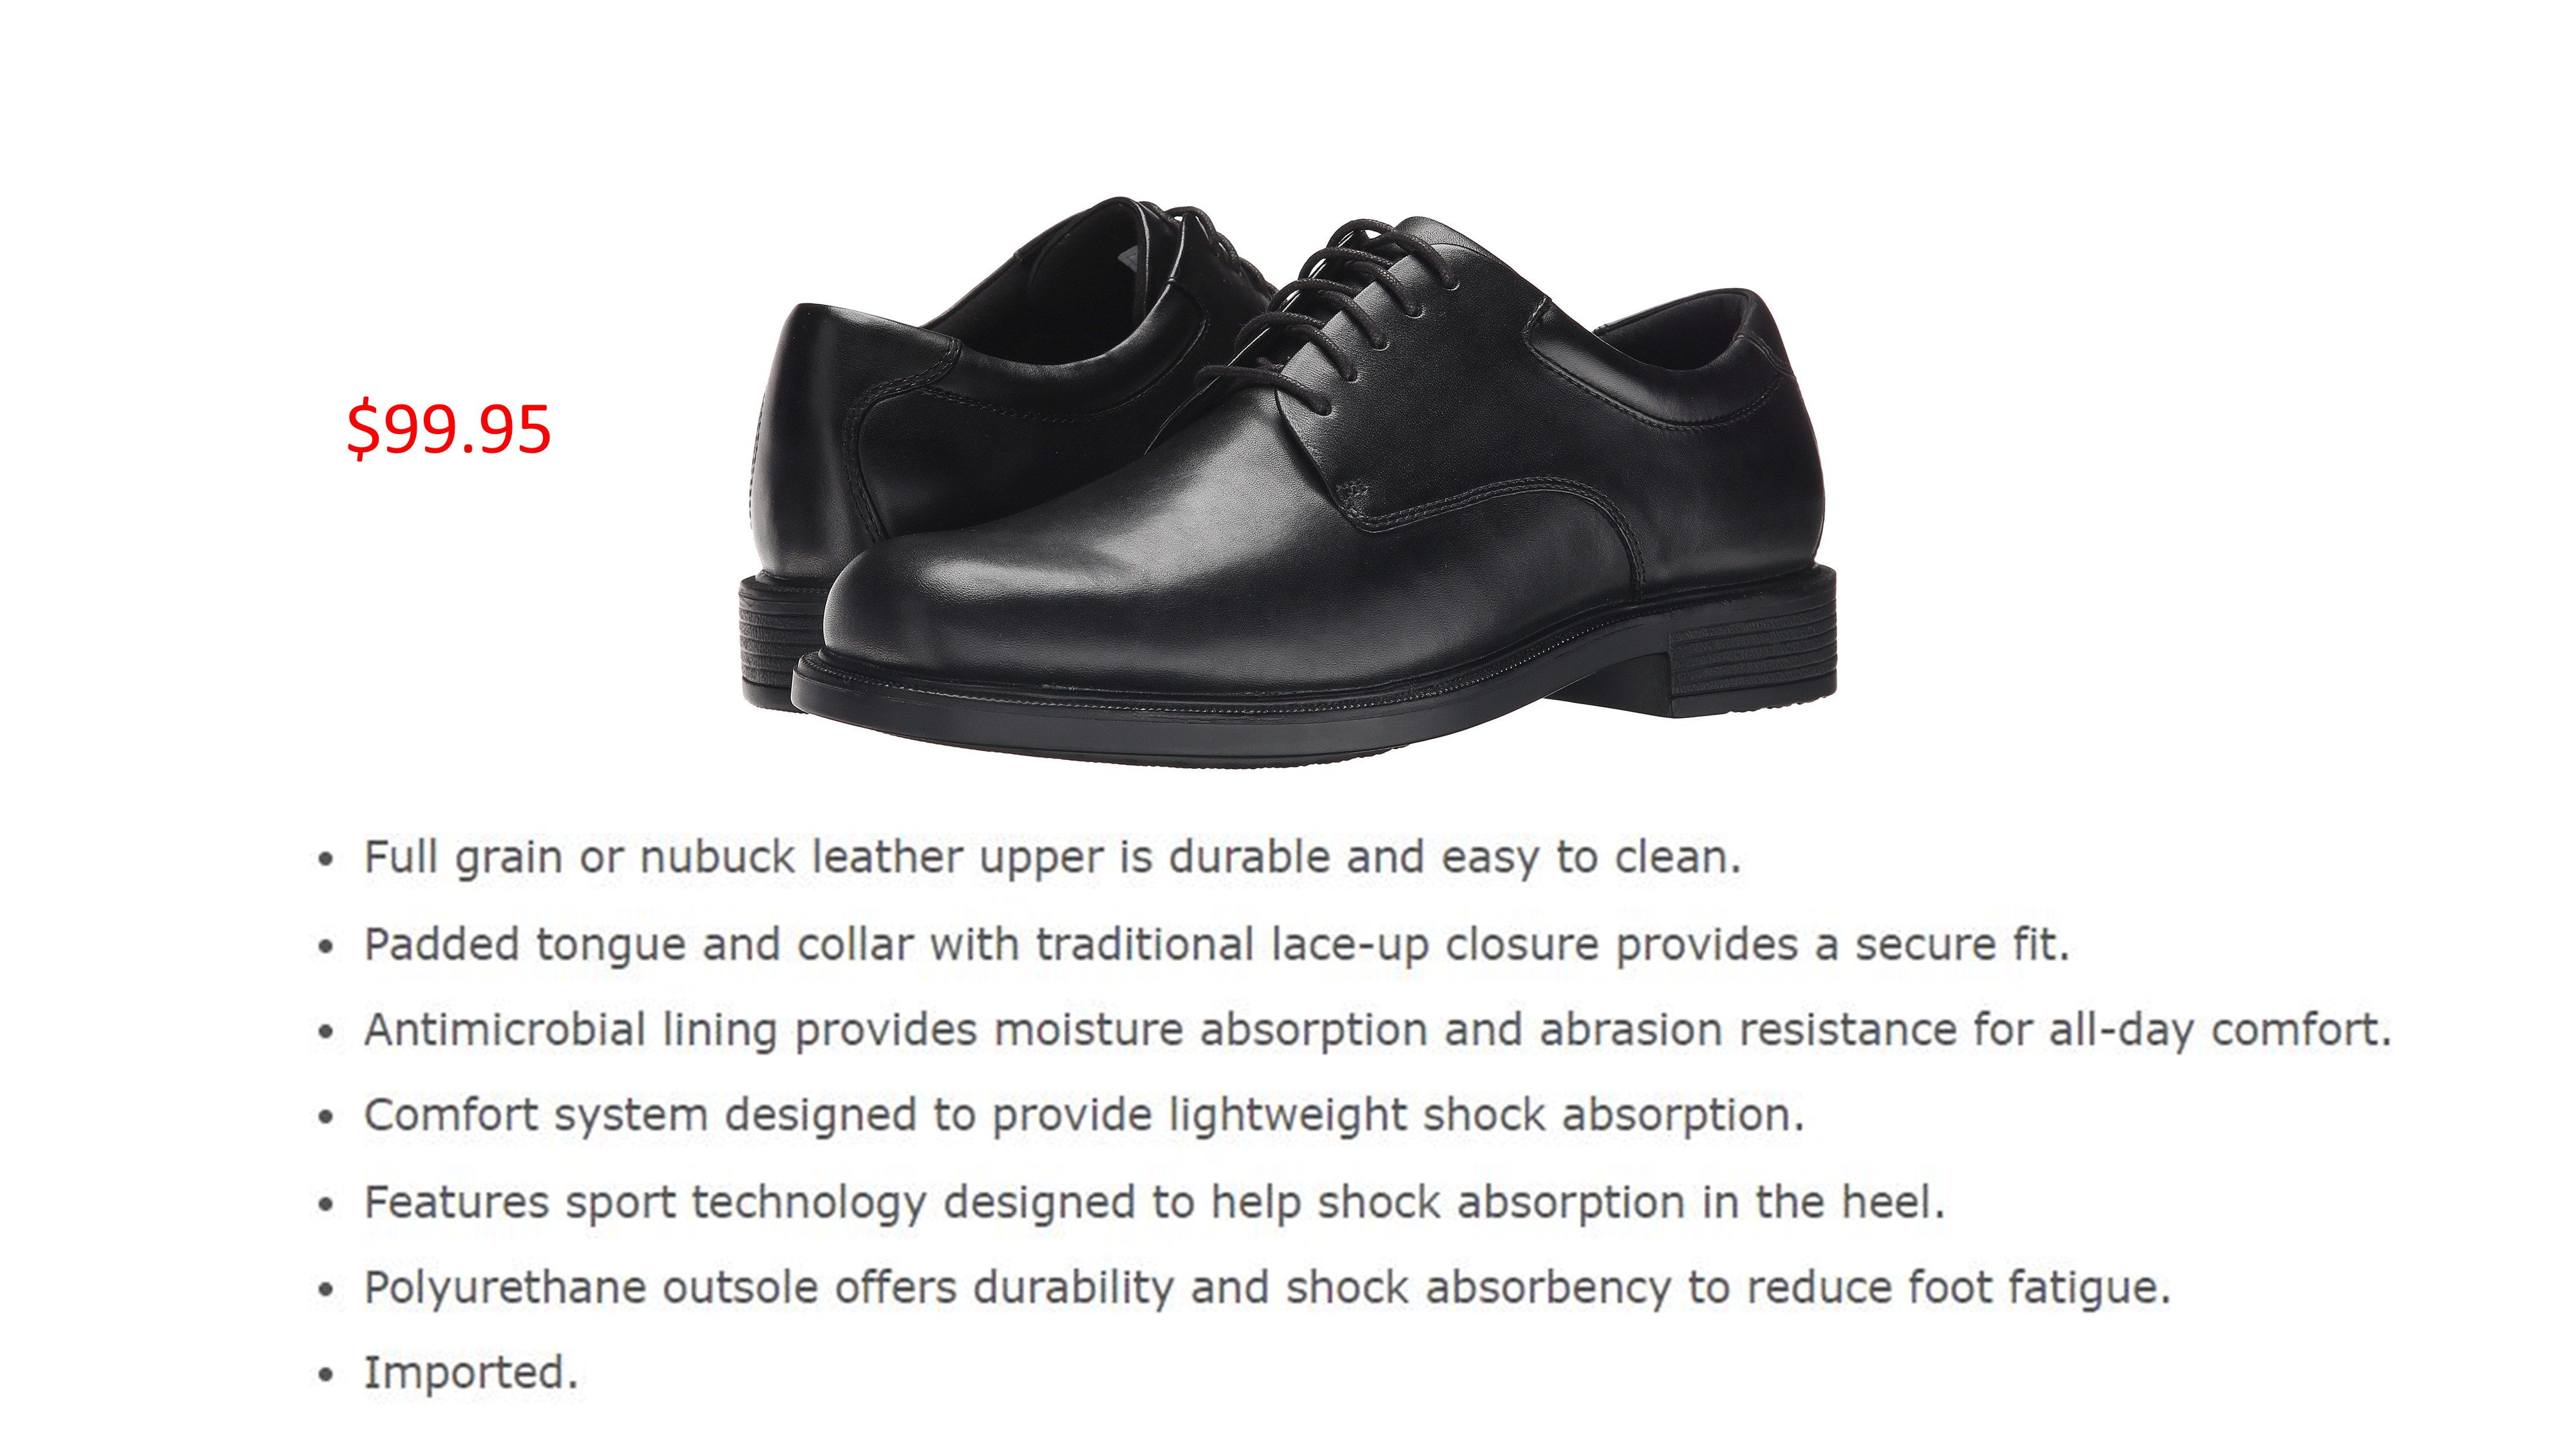 $99.95
• Full grain or nubuck leather upper is durable and easy to clean.
• Padded tongue and collar with traditional lace-up closure provides a secure fit.
• Antimicrobial lining provides moisture absorption and abrasion resistance for all-day comfort.
• Comfort system designed to provide lightweight shock absorption.
• Features sport technology designed to help shock absorption in the heel.
• Polyurethane outsole offers durability and shock absorbency to reduce foot fatigue.
• Imported.